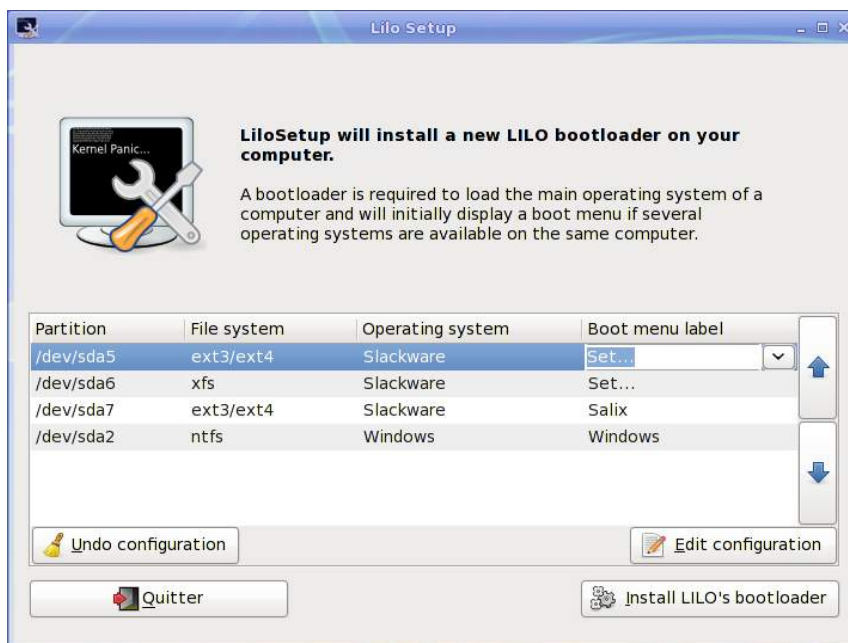 Lilo Setup
Kernel Panic...
LiloSetup will install a new LILO bootloader on your
computer.
A bootloader is required to load the main operating system of a
computer and will initially display a boot menu if several
operating systems are available on the same computer.
Partition File system Operating system Boot menu label
/dev/sda5 ext3/ext4 Slackware Set...
/dev/sda6 xfs Slackware Set...
/dev/sda7 ext3/ext4 Slackware Salix
/dev/sda2 ntfs Windows Windows
Undo configuration Edit configuration
Quitter Install LILO's bootloader